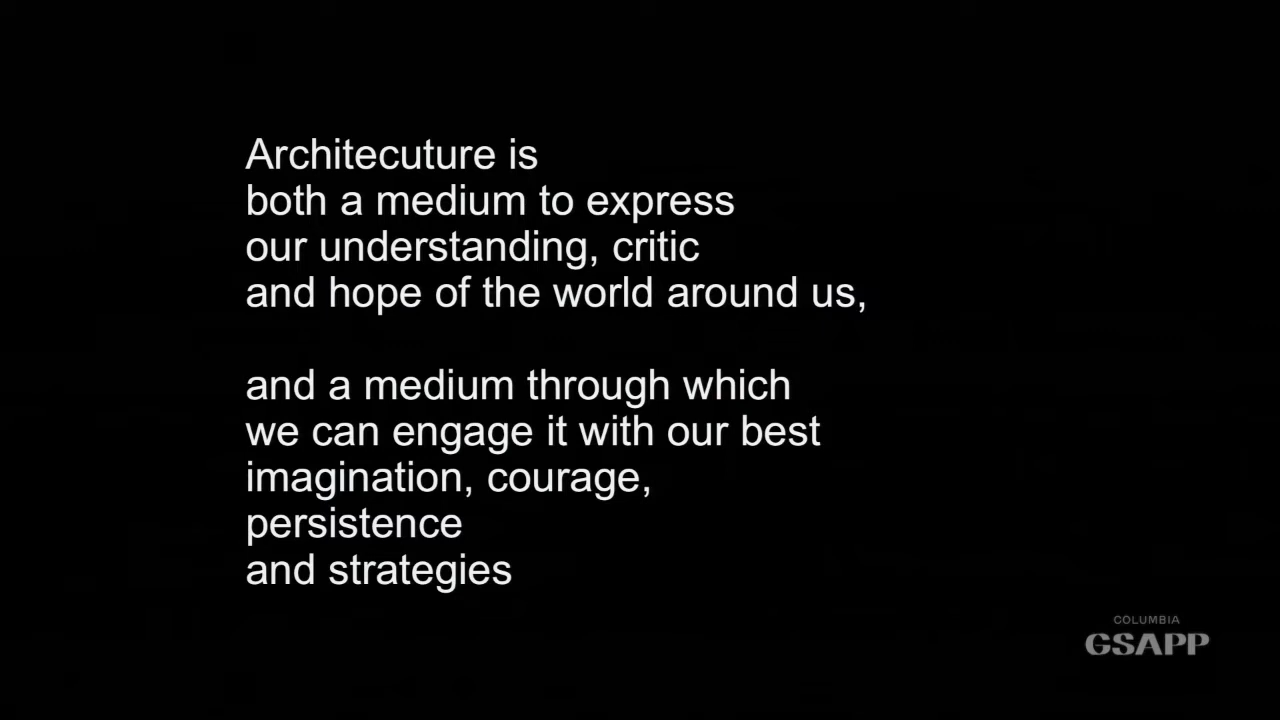 Architecuture is
both a medium to express
our understanding, critic
and hope of the world around us,
and a medium through which
we can engage it with our best
imagination, courage,
persistence
and strategies
COLUMBIA
GSAPP